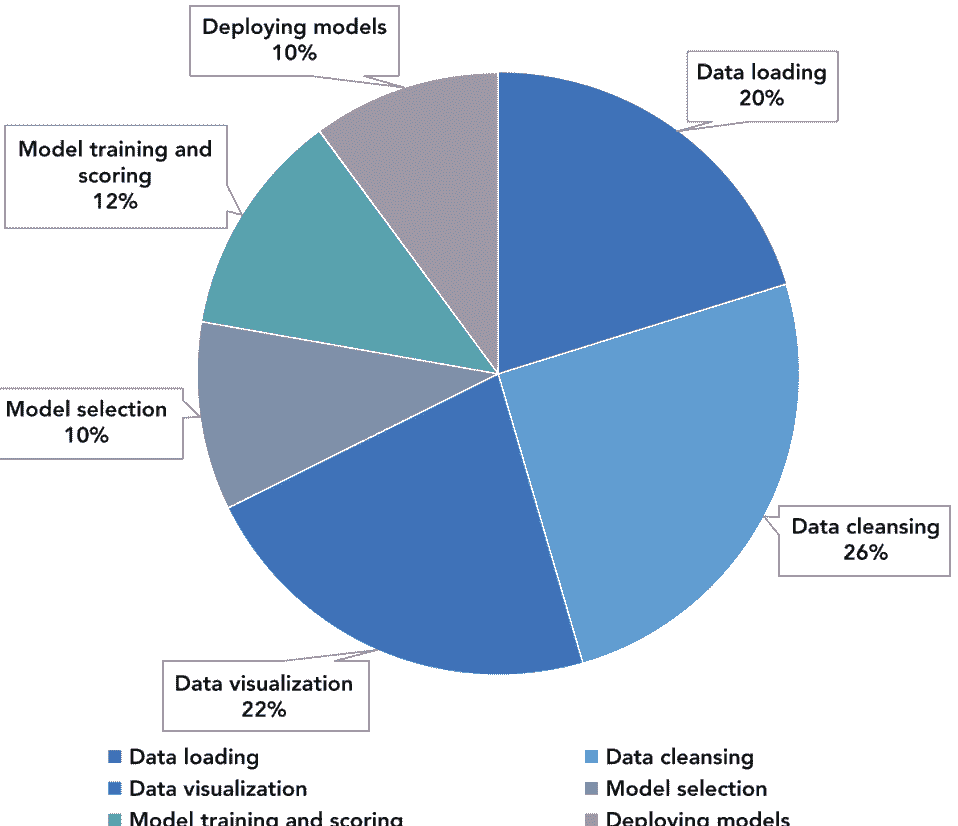 Deploying models
10%
Data loading
20%
Model training and
scoring
12%
Model selection
10%
Data cleansing
26%
Data visualization
22%
Data loading
Data cleansing
Data visualization
Model selection
Model training and scoring
Deploying models